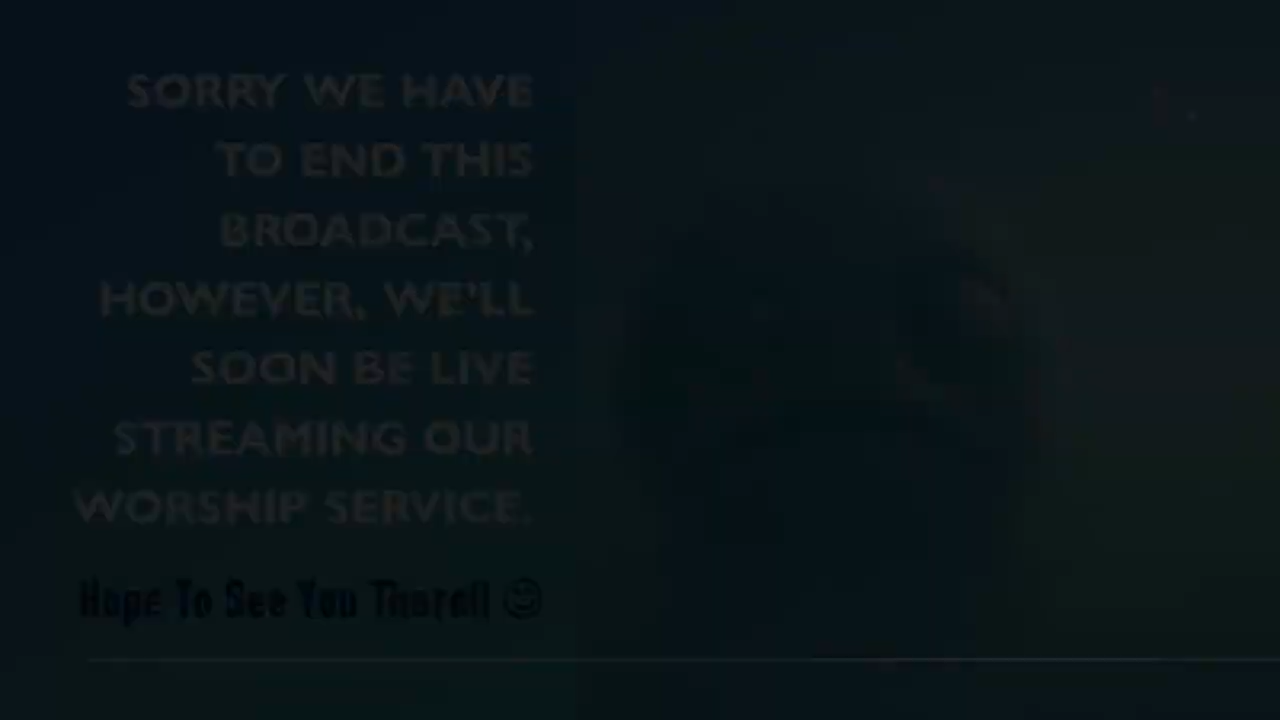 SORRY WE HAVE
TO END THIS
BROADCAST,
HOWEVER, WE'LL
SOON BE LIVE
STREAMING OUR
WORSHIP SERVICE.
Hope To See You There!! ☺